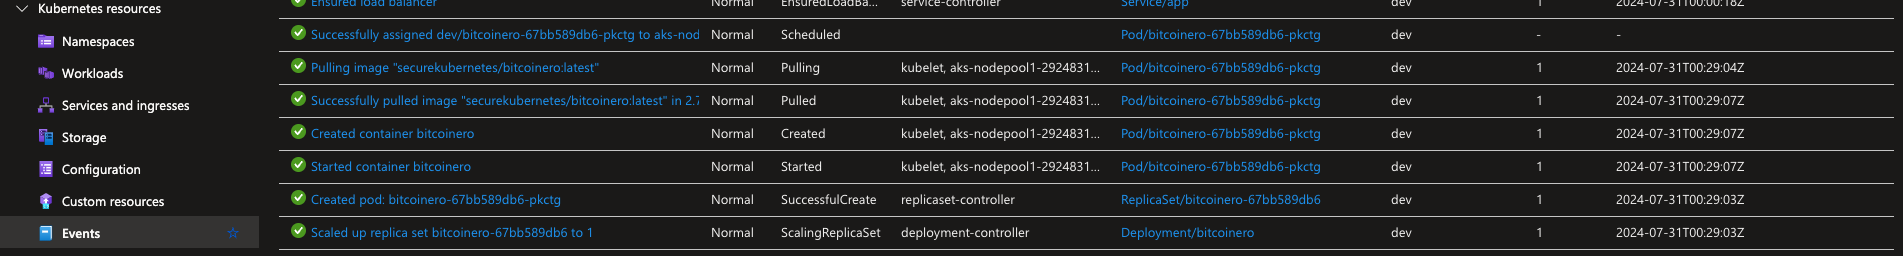 Kubernetes resources
Ensured load balancer Normal EnsuredLoadBa... service-controller Service/app dev 1 2024-07-31T00:00:18Z
Namespaces
Successfully assigned dev/bitcoinero-67bb589db6-pkctg to aks-nod Normal Scheduled Pod/bitcoinero-67bb589db6-pkctg dev - -
Workloads
Pulling image "securekubernetes/bitcoinero:latest" Normal Pulling kubelet, aks-nodepool1-2924831... Pod/bitcoinero-67bb589db6-pkctg dev 1 2024-07-31T00:29:04Z
Services and ingresses
Successfully pulled image "securekubernetes/bitcoinero:latest" in 2.7 Normal Pulled kubelet, aks-nodepool1-2924831... Pod/bitcoinero-67bb589db6-pkctg dev 1 2024-07-31T00:29:07Z
Storage
Created container bitcoinero Normal Created kubelet, aks-nodepool1-2924831... Pod/bitcoinero-67bb589db6-pkctg dev 1 2024-07-31T00:29:07Z
Configuration
Started container bitcoinero Normal Started kubelet, aks-nodepool1-2924831... Pod/bitcoinero-67bb589db6-pkctg dev 1 2024-07-31T00:29:07Z
Custom resources
Created pod: bitcoinero-67bb589db6-pkctg Normal SuccessfulCreate replicaset-controller ReplicaSet/bitcoinero-67bb589db6 dev 1 2024-07-31T00:29:03Z
Events
Scaled up replica set bitcoinero-67bb589db6 to 1 Normal ScalingReplicaSet deployment-controller Deployment/bitcoinero dev 1 2024-07-31T00:29:03Z